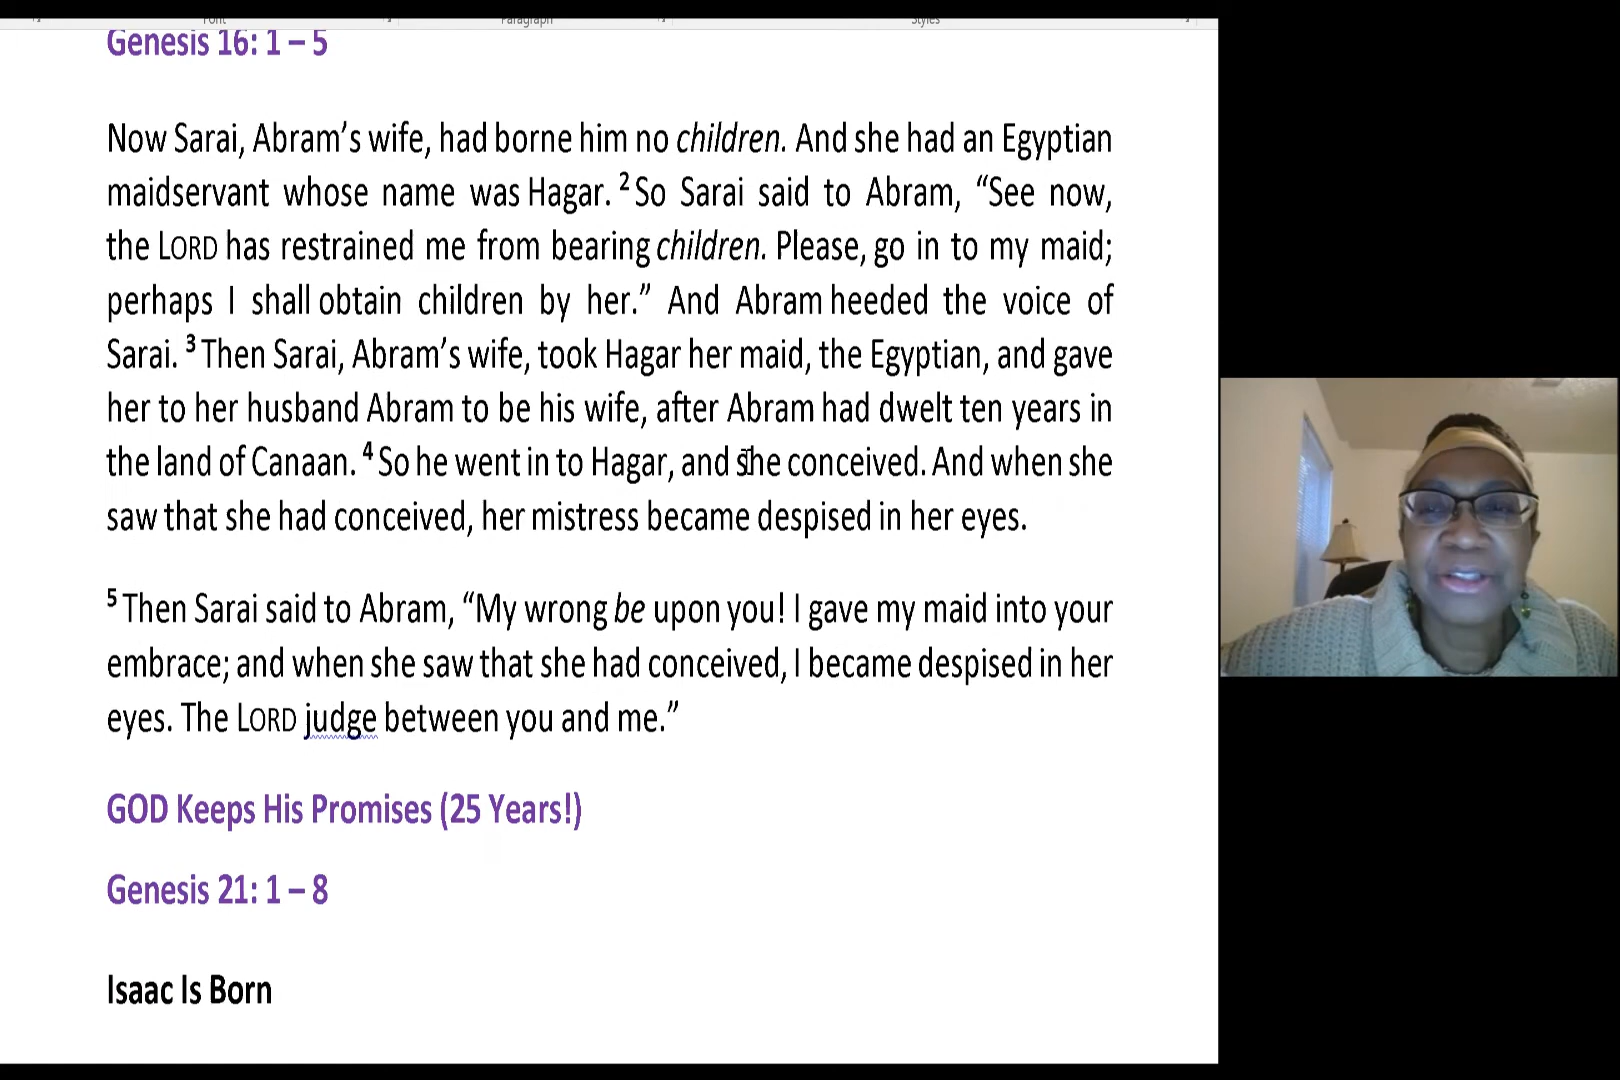 Font Paragraph Styles
Genesis 16: 1 – 5
Now Sarai, Abram’s wife, had borne him no children. And she had an Egyptian
maidservant whose name was Hagar. 2 So Sarai said to Abram, “See now,
the LORD has restrained me from bearing children. Please, go in to my maid;
perhaps I shall obtain children by her.” And Abram heeded the voice of
Sarai. 3 Then Sarai, Abram’s wife, took Hagar her maid, the Egyptian, and gave
her to her husband Abram to be his wife, after Abram had dwelt ten years in
the land of Canaan. 4 So he went in to Hagar, and she conceived. And when she
saw that she had conceived, her mistress became despised in her eyes.
5 Then Sarai said to Abram, “My wrong be upon you! I gave my maid into your
embrace; and when she saw that she had conceived, I became despised in her
eyes. The LORD judge between you and me.”
GOD Keeps His Promises (25 Years!)
Genesis 21: 1 – 8
Isaac Is Born